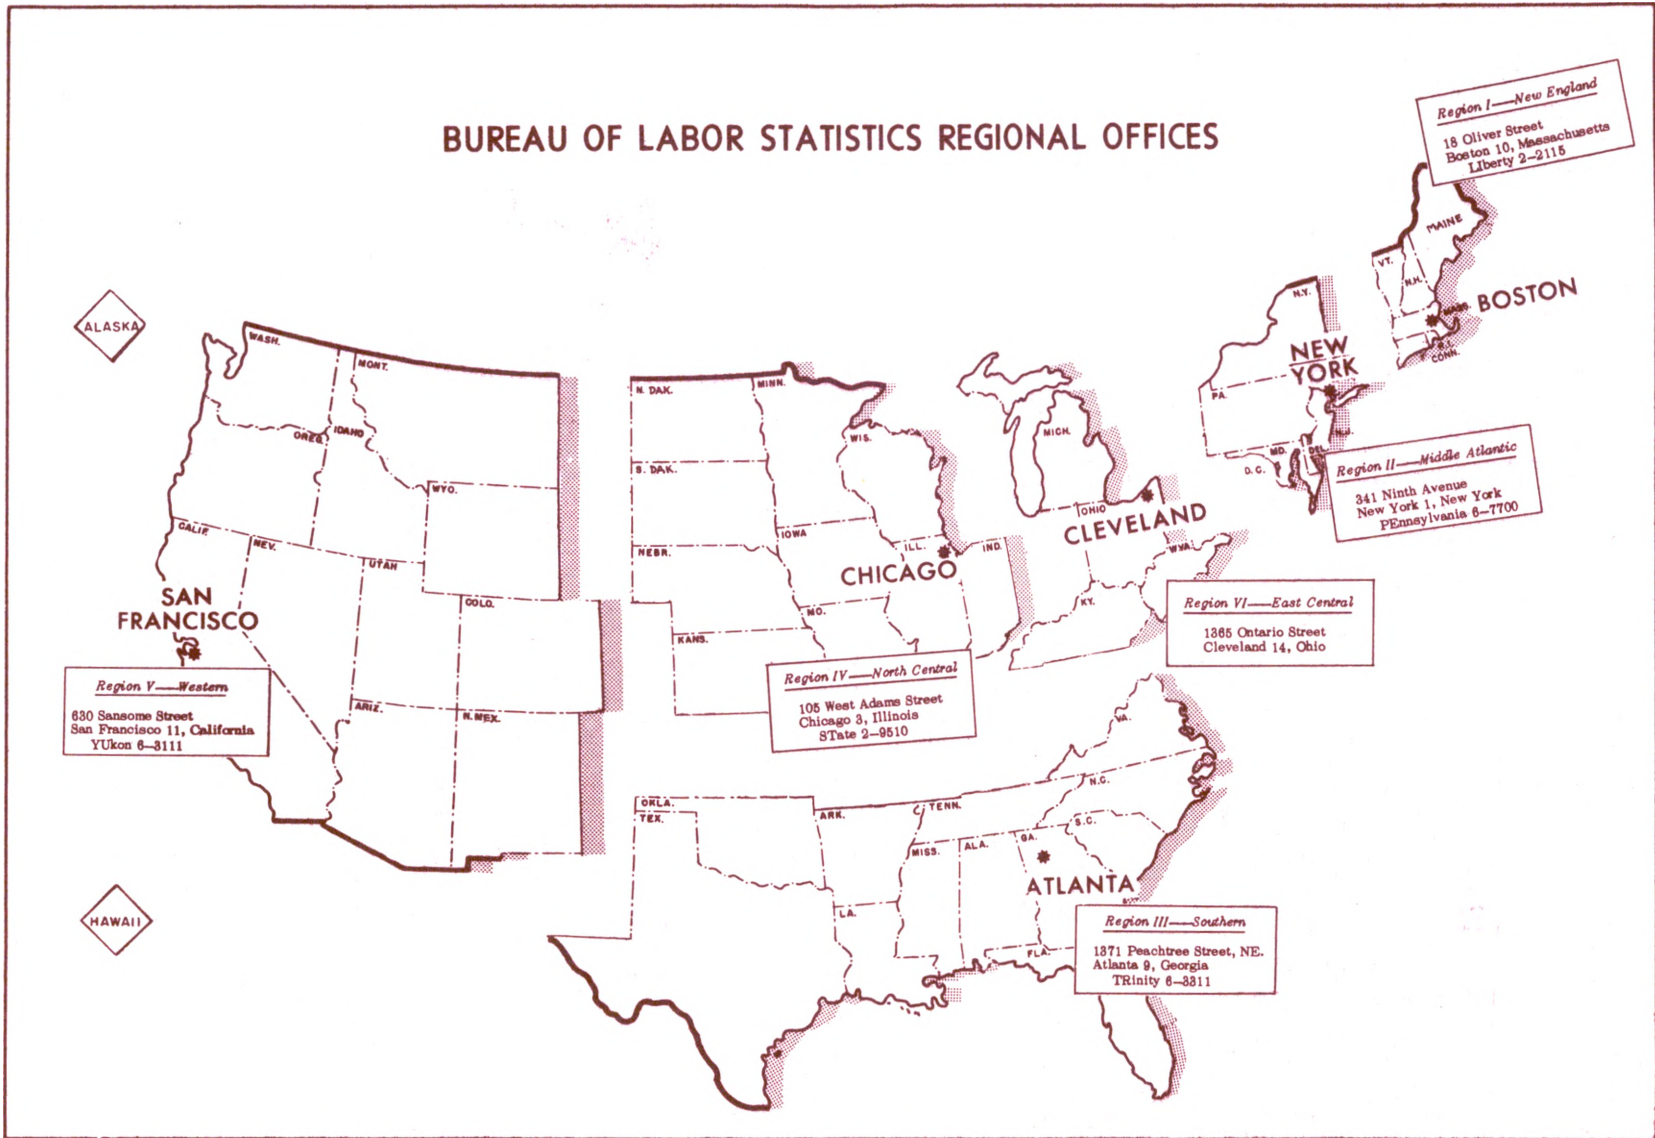 BUREAU OF LABOR STATISTICS REGIONAL OFFICES
Region I—New England
18 Oliver Street
Boston 10, Massachusetts
LIberty 2-2115
MAINE
VT.
N.H.
MASS.
BOSTON
R.I.
CONN.
N.Y.
NEW
YORK
PA.
N.J.
MD.
DEL.
D.C.
Region II—Middle Atlantic
341 Ninth Avenue
New York 1, New York
PEnnsylvania 6-7700
ALASKA
WASH.
MONT.
OREG.
IDAHO
WYO.
CALIF.
NEV.
UTAH
COLO.
SAN
FRANCISCO
Region V—Western
630 Sansome Street
San Francisco 11, California
YUkon 6-3111
ARIZ.
N. MEX.
HAWAII
N. DAK.
MINN.
S. DAK.
WIS.
IOWA
NEBR.
ILL.
IND.
CHICAGO
MO.
KANS.
Region IV—North Central
105 West Adams Street
Chicago 3, Illinois
STate 2-9510
MICH.
OHIO
CLEVELAND
W.VA.
KY.
Region VI—East Central
1365 Ontario Street
Cleveland 14, Ohio
VA.
N.C.
OKLA.
TEX.
ARK.
TENN.
S.C.
MISS.
ALA.
GA.
ATLANTA
LA.
FLA.
Region III—Southern
1371 Peachtree Street, NE.
Atlanta 9, Georgia
TRinity 6-3311